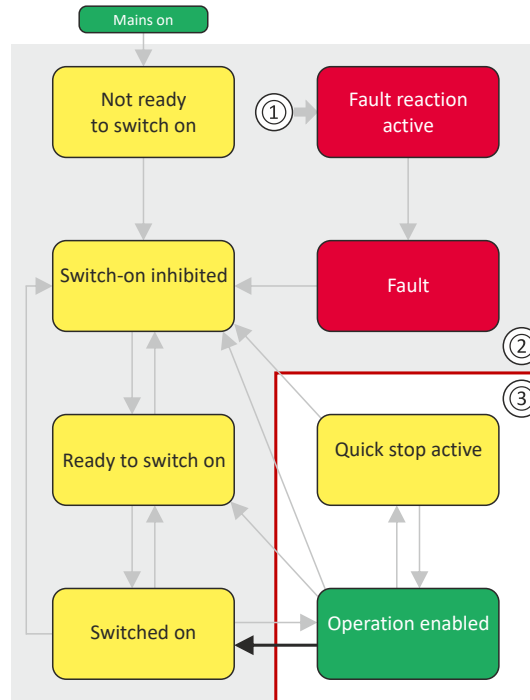 Mains on
Not ready
to switch on
①
Fault reaction
active
Switch-on inhibited
Fault
②
③
Ready to switch on
Quick stop active
Switched on
Operation enabled